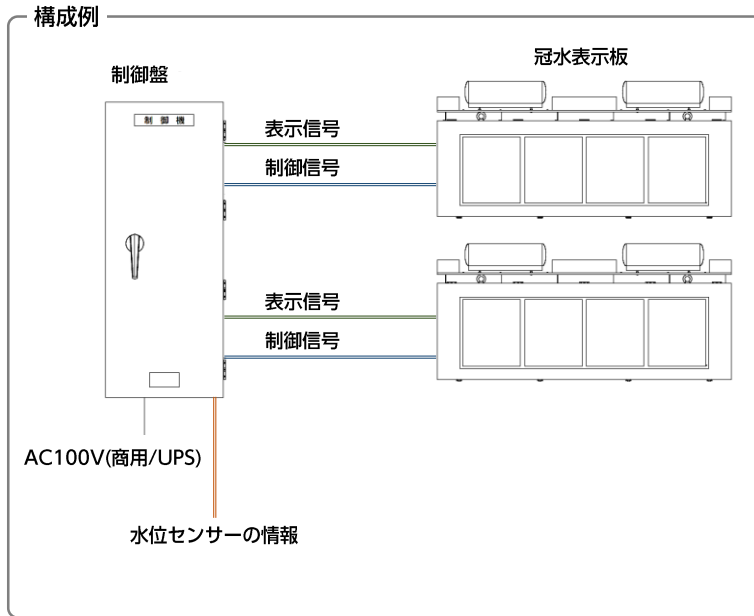 構成例
制御盤
冠水表示板
制御機
表示信号
制御信号
表示信号
制御信号
AC100V(商用/UPS)
水位センサーの情報